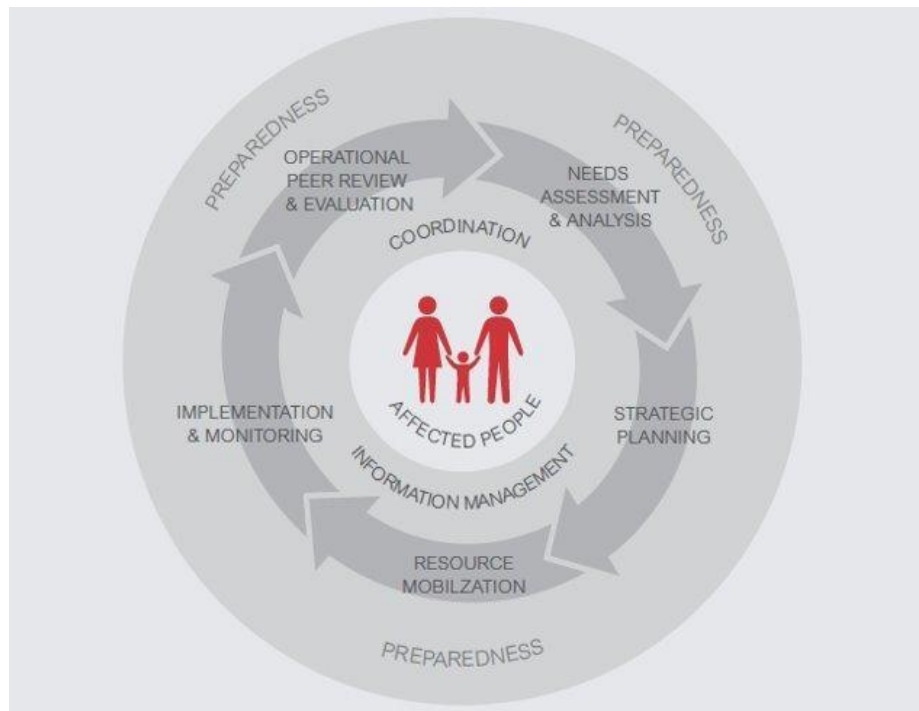 PREPAREDNESS
PREPAREDNESS
OPERATIONAL
PEER REVIEW
& EVALUATION
NEEDS
ASSESSMENT
& ANALYSIS
COORDINATION
AFFECTED PEOPLE
INFORMATION MANAGEMENT
STRATEGIC
PLANNING
IMPLEMENTATION
& MONITORING
RESOURCE
MOBILZATION
PREPAREDNESS